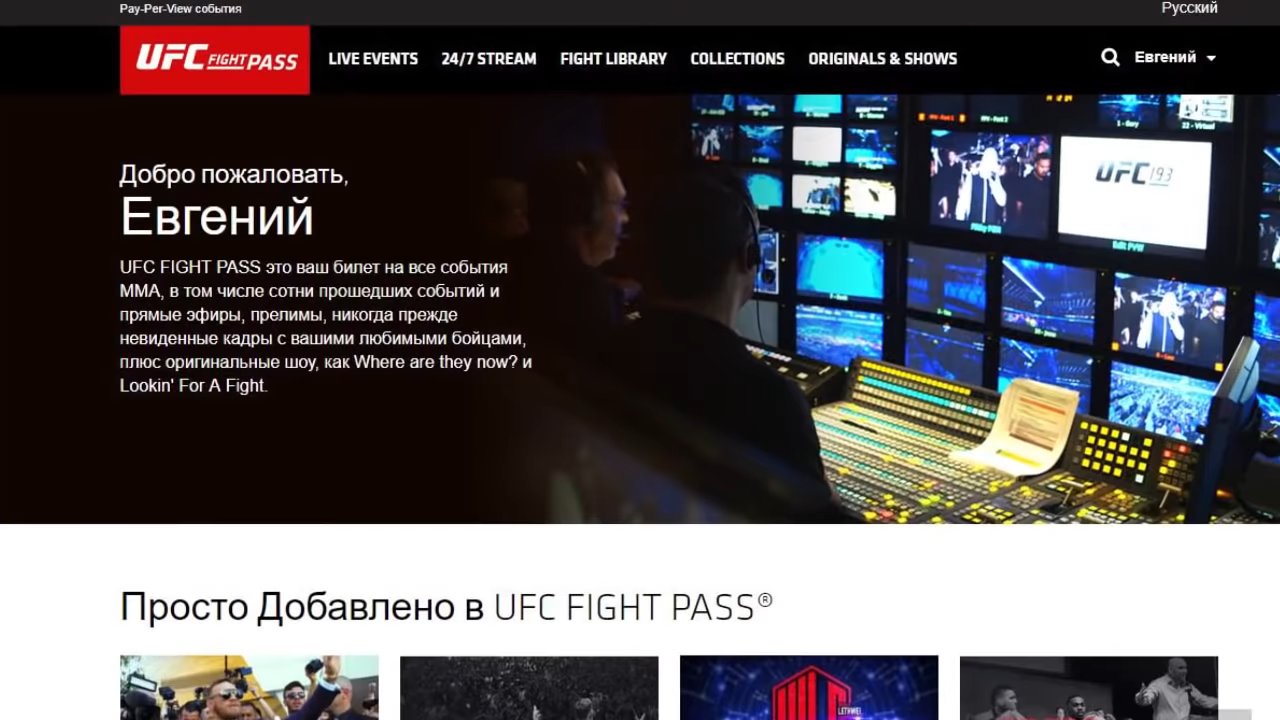 Pay-Per-View события
Русский
UFC FIGHT PASS
LIVE EVENTS
24/7 STREAM
FIGHT LIBRARY
COLLECTIONS
ORIGINALS & SHOWS
Евгений
Добро пожаловать,
Евгений
UFC FIGHT PASS это ваш билет на все события
ММА, в том числе сотни прошедших событий и
прямые эфиры, прелимы, никогда прежде
невиденные кадры с вашими любимыми бойцами,
плюс оригинальные шоу, как Where are they now? и
Lookin' For A Fight.
UFC 193
Просто Добавлено в UFC FIGHT PASS®
LETHWEI